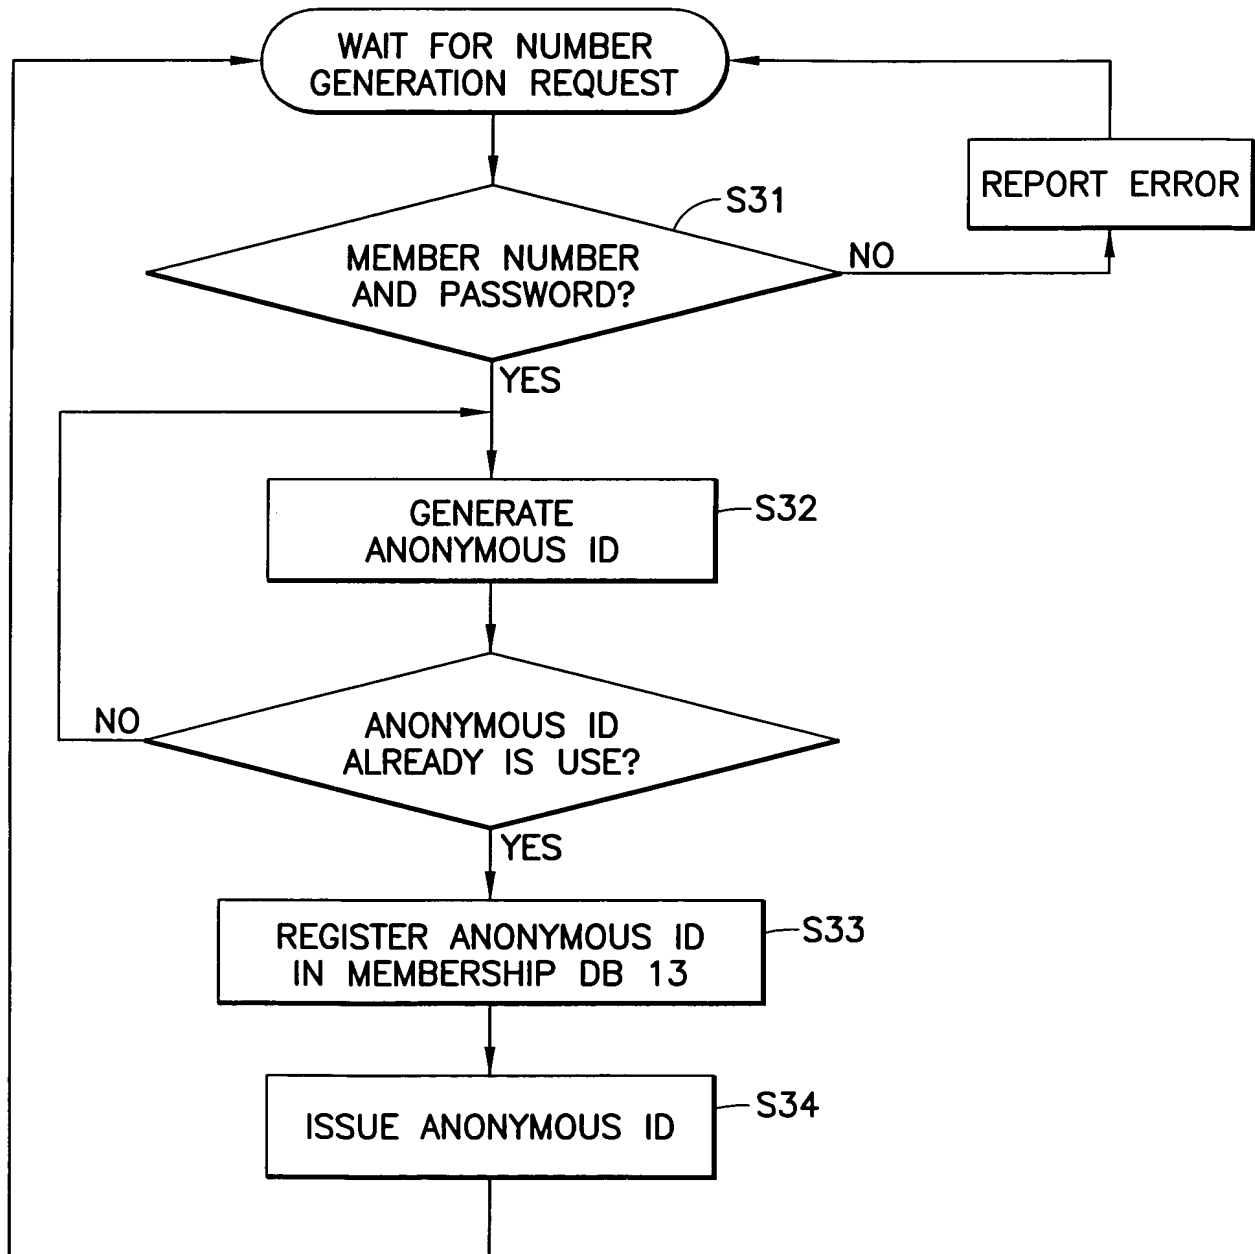 WAIT FOR NUMBER
GENERATION REQUEST
REPORT ERROR
S31
MEMBER NUMBER
AND PASSWORD?
NO
YES
GENERATE
ANONYMOUS ID
S32
NO
ANONYMOUS ID
ALREADY IS USE?
YES
REGISTER ANONYMOUS ID
IN MEMBERSHIP DB 13
S33
ISSUE ANONYMOUS ID
S34